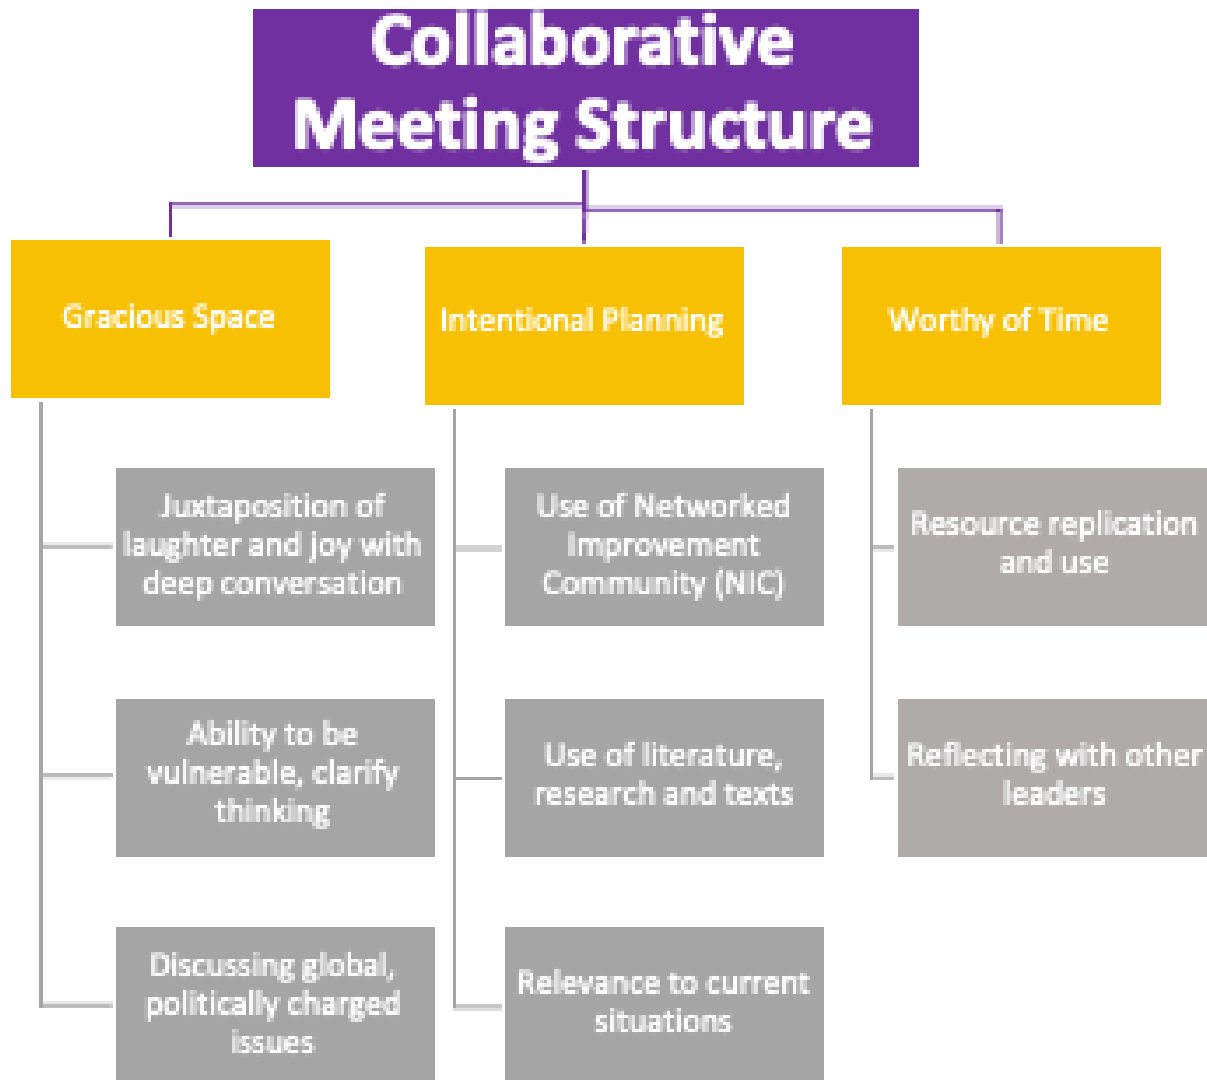 Collaborative
Meeting Structure
Gracious Space
Intentional Planning
Worthy of Time
Juxtaposition of
laughter and joy with
deep conversation
Use of Networked
Improvement
Community (NIC)
Resource replication
and use
Ability to be
vulnerable, clarify
thinking
Use of literature,
research and texts
Reflecting with other
leaders
Discussing global,
politically charged
issues
Relevance to current
situations